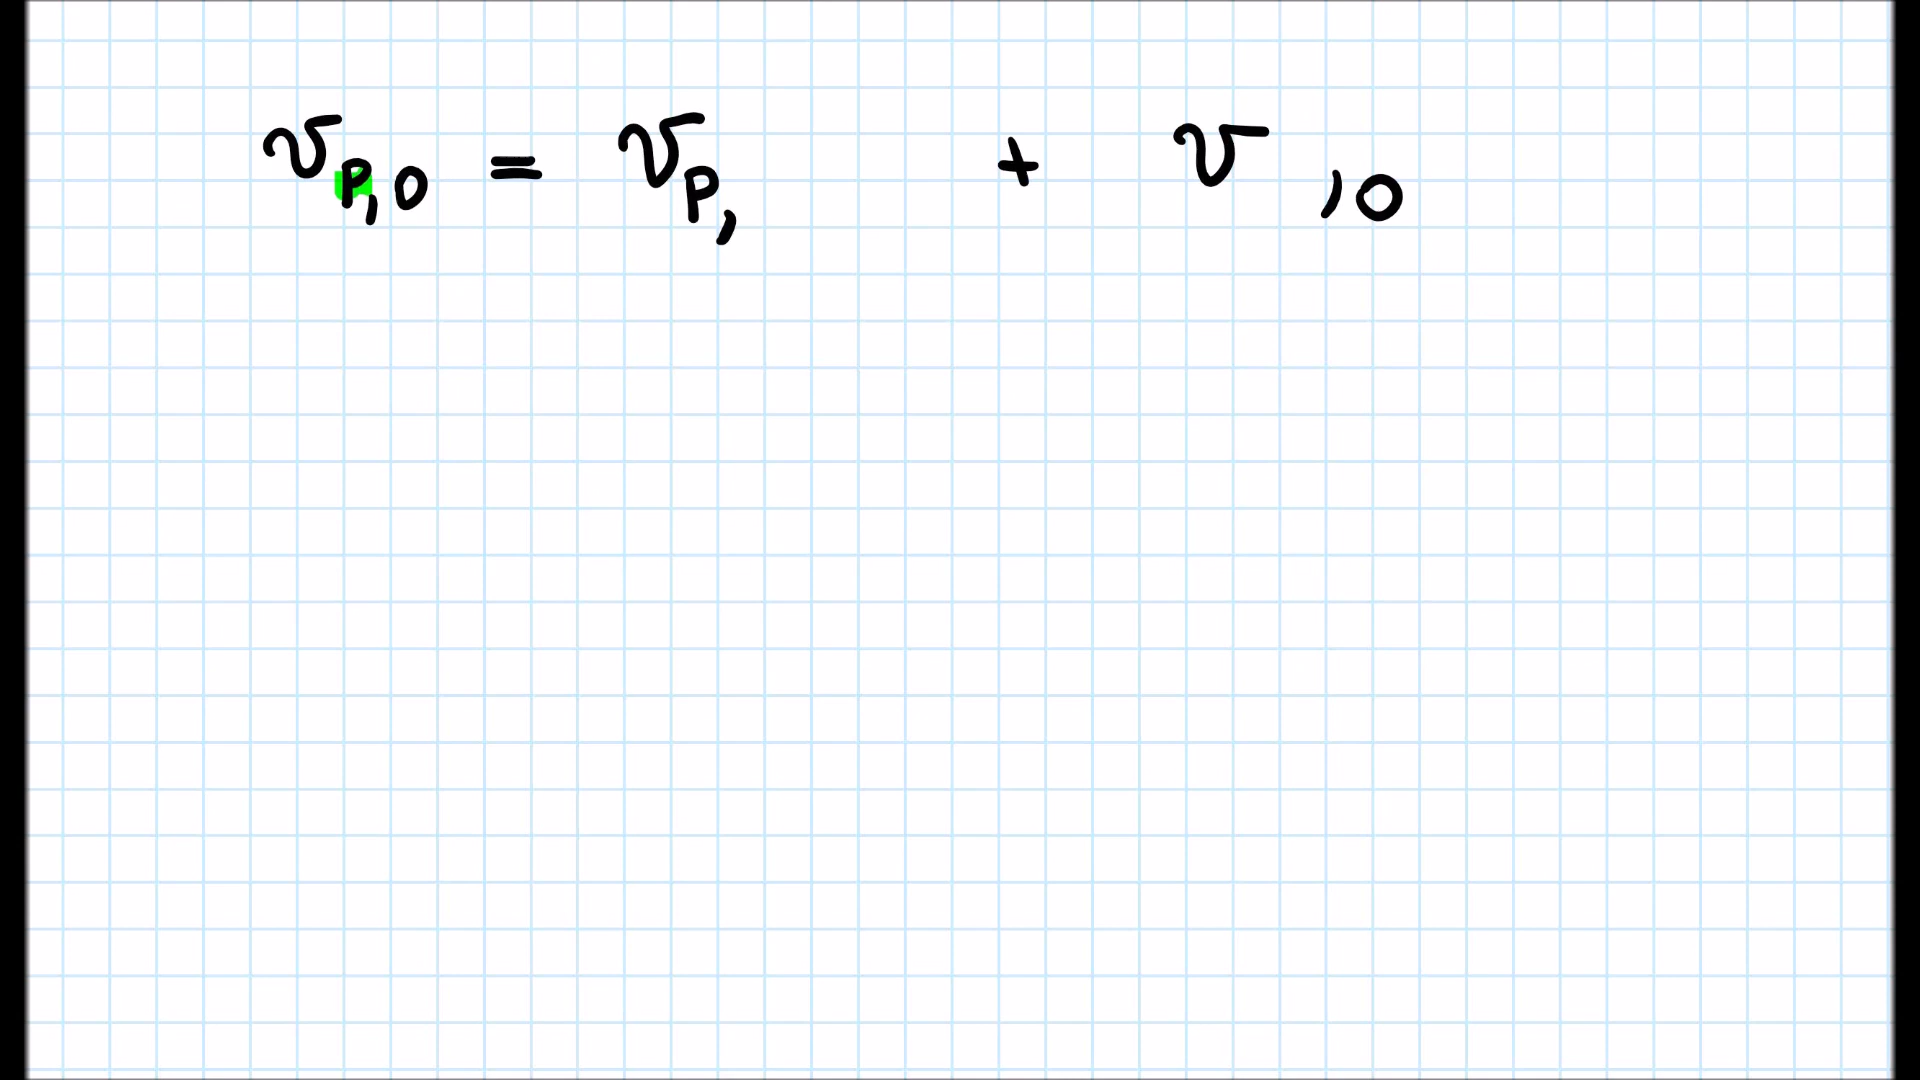 v_{P,0} = v_{P,  } + v_{  ,0}